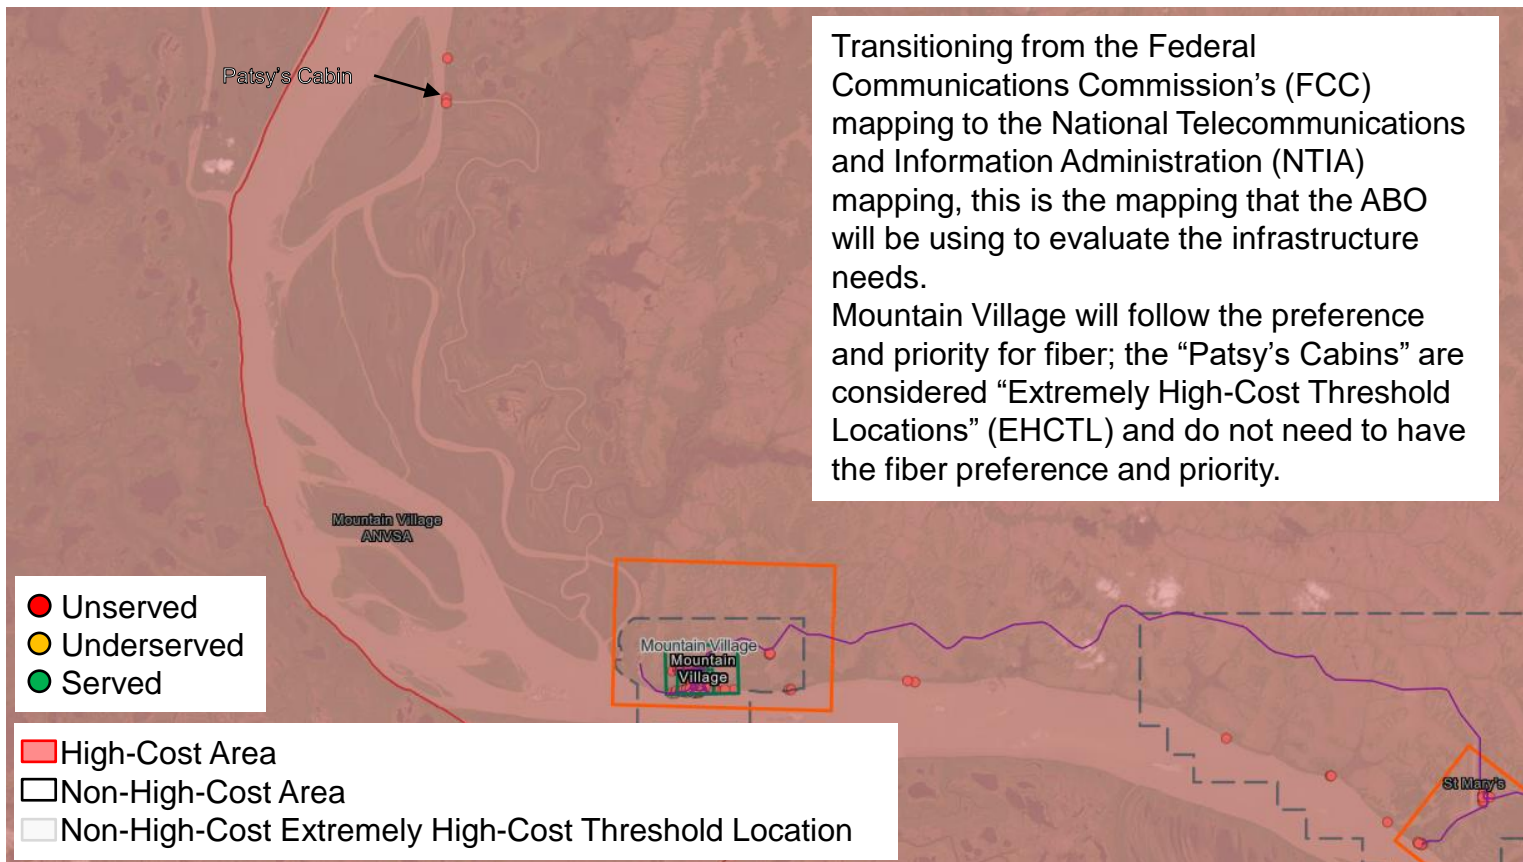 Patsy's Cabin
Transitioning from the Federal
Communications Commission's (FCC)
mapping to the National Telecommunications
and Information Administration (NTIA)
mapping, this is the mapping that the ABO
will be using to evaluate the infrastructure
needs.
Mountain Village will follow the preference
and priority for fiber; the “Patsy's Cabins” are
considered “Extremely High-Cost Threshold
Locations” (EHCTL) and do not need to have
the fiber preference and priority.
Mountain Village
ANVSA
Unserved
Underserved
Served
Mountain Village
Mountain
Village
St Mary's
High-Cost Area
Non-High-Cost Area
Non-High-Cost Extremely High-Cost Threshold Location